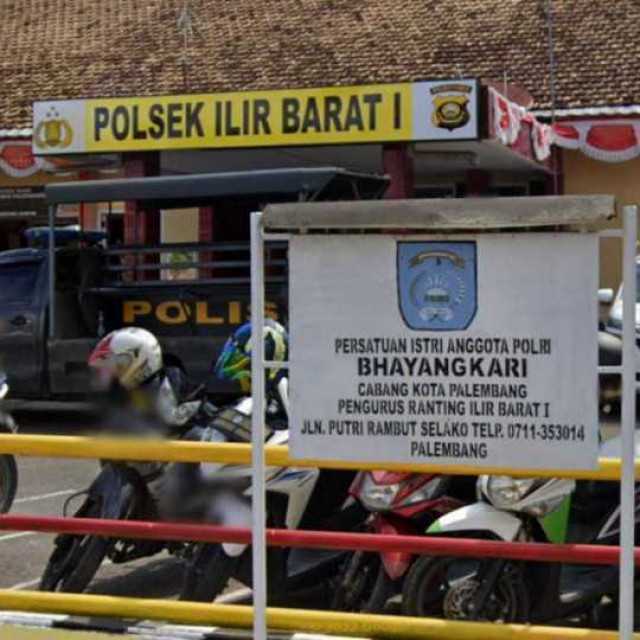 POLSEK ILIR BARAT I
POLIS
PERSATUAN ISTRI ANGGOTA POLRI
BHAYANGKARI
CABANG KOTA PALEMBANG
PENGURUS RANTING ILIR BARAT I
JLN. PUTRI RAMBUT SELAKO TELP. 0711-353014
PALEMBANG